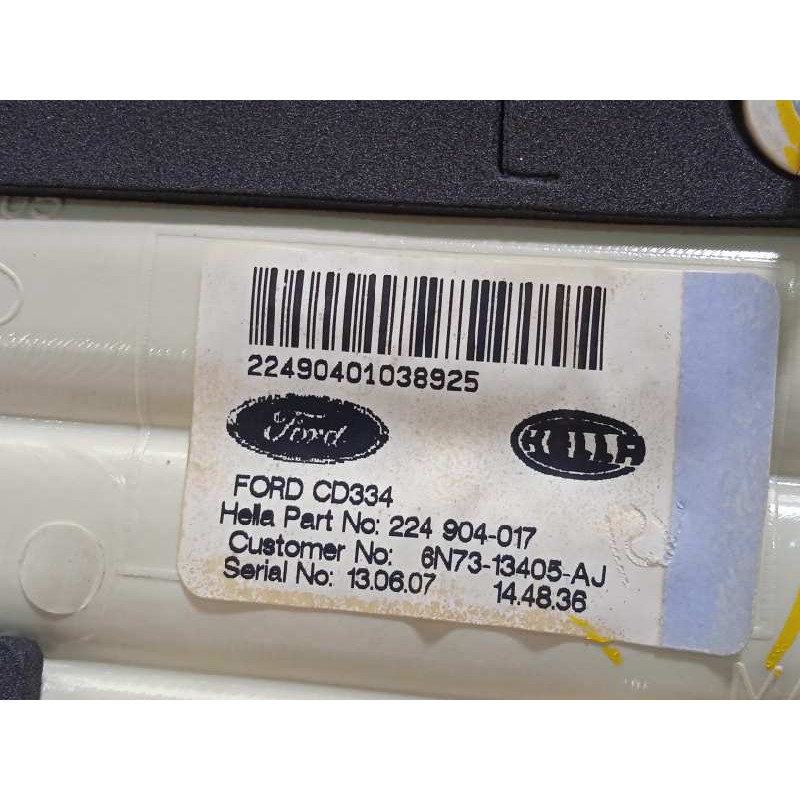 22490401038925
Ford
HELLA
FORD CD334
Hella Part No: 224 904-017
Customer No: 6N73-13405-AJ
Serial No: 13.06.07 14.48.36
L